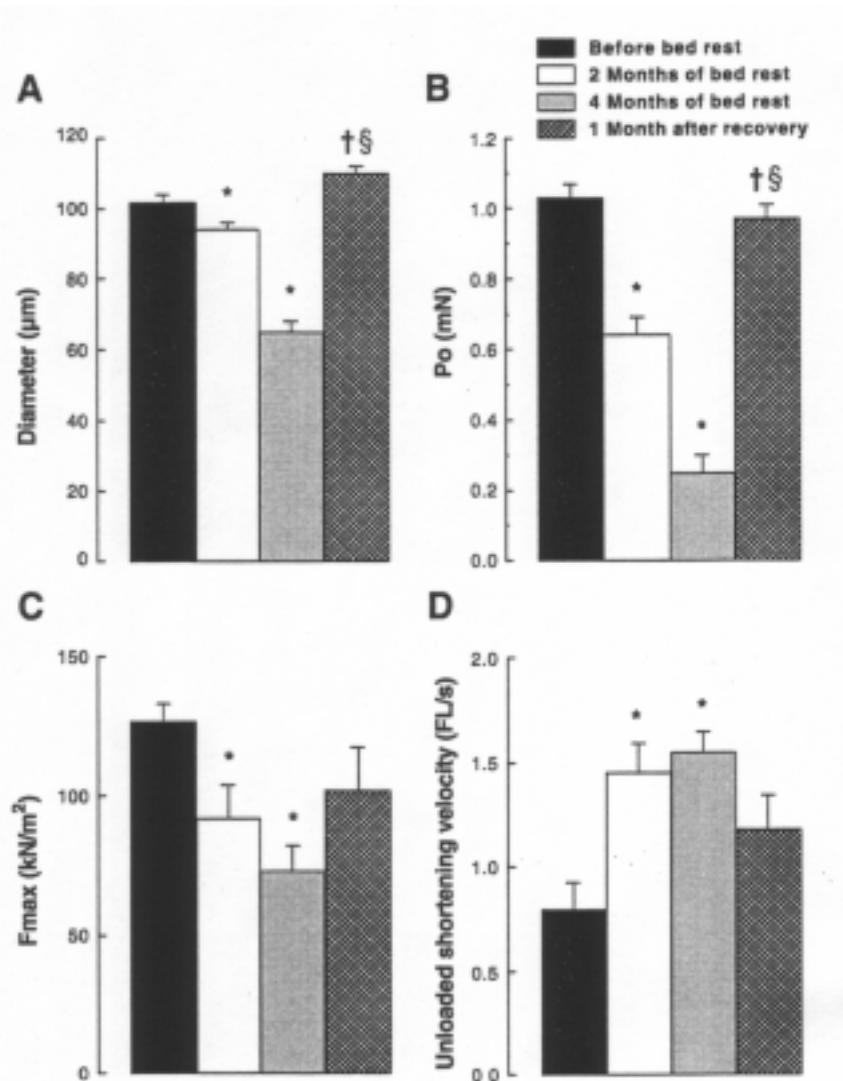 Before bed rest
2 Months of bed rest
4 Months of bed rest
1 Month after recovery
A
Diameter (µm)
120
100
80
60
40
20
0
*
*
†§
B
Po (mN)
1.2
1.0
0.8
0.6
0.4
0.2
0.0
*
*
†§
C
Fmax (kN/m²)
150
100
50
0
*
*
D
Unloaded shortening velocity (FL/s)
2.0
1.5
1.0
0.5
0.0
*
*